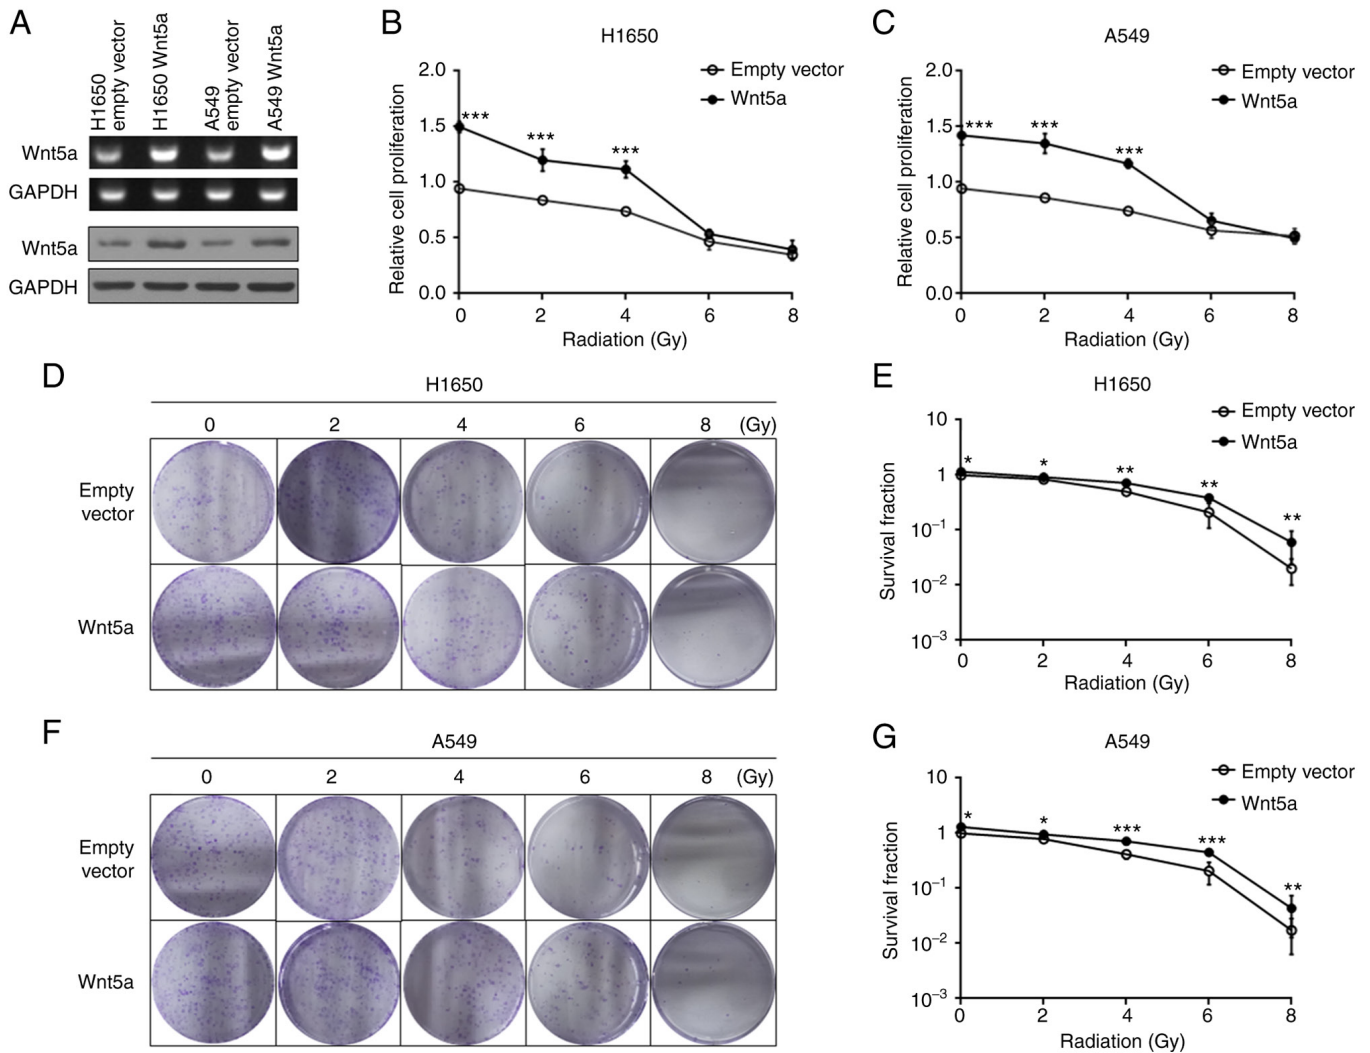 A
H1650
empty vector
H1650 Wnt5a
A549
empty vector
A549 Wnt5a
Wnt5a
GAPDH
Wnt5a
GAPDH
B
H1650
Empty vector
Wnt5a
Relative cell proliferation
2.0
1.5
1.0
0.5
0.0
***
***
***
0 2 4 6 8
Radiation (Gy)
C
A549
Empty vector
Wnt5a
Relative cell proliferation
2.0
1.5
1.0
0.5
0.0
***
***
***
0 2 4 6 8
Radiation (Gy)
D
H1650
0 2 4 6 8 (Gy)
Empty
vector
Wnt5a
E
H1650
Empty vector
Wnt5a
Survival fraction
10
1
10⁻¹
10⁻²
10⁻³
* * ** ** **
0 2 4 6 8
Radiation (Gy)
F
A549
0 2 4 6 8 (Gy)
Empty
vector
Wnt5a
G
A549
Empty vector
Wnt5a
Survival fraction
10
1
10⁻¹
10⁻²
10⁻³
* * *** *** **
0 2 4 6 8
Radiation (Gy)